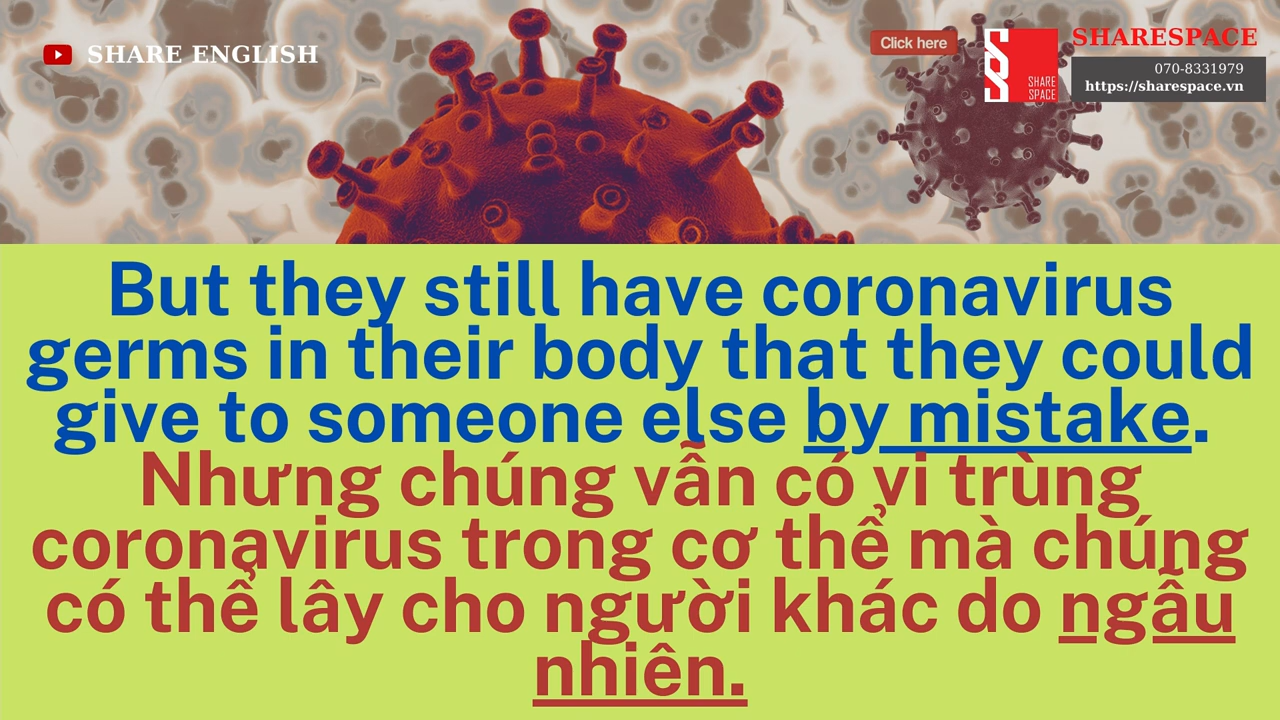 SHARE ENGLISH
Click here
SHARE
SPACE
SHARESPACE
070-8331979
https://sharespace.vn
But they still have coronavirus
germs in their body that they could
give to someone else by mistake.
Nhưng chúng vẫn có vi trùng
coronavirus trong cơ thể mà chúng
có thể lây cho người khác do ngẫu
nhiên.